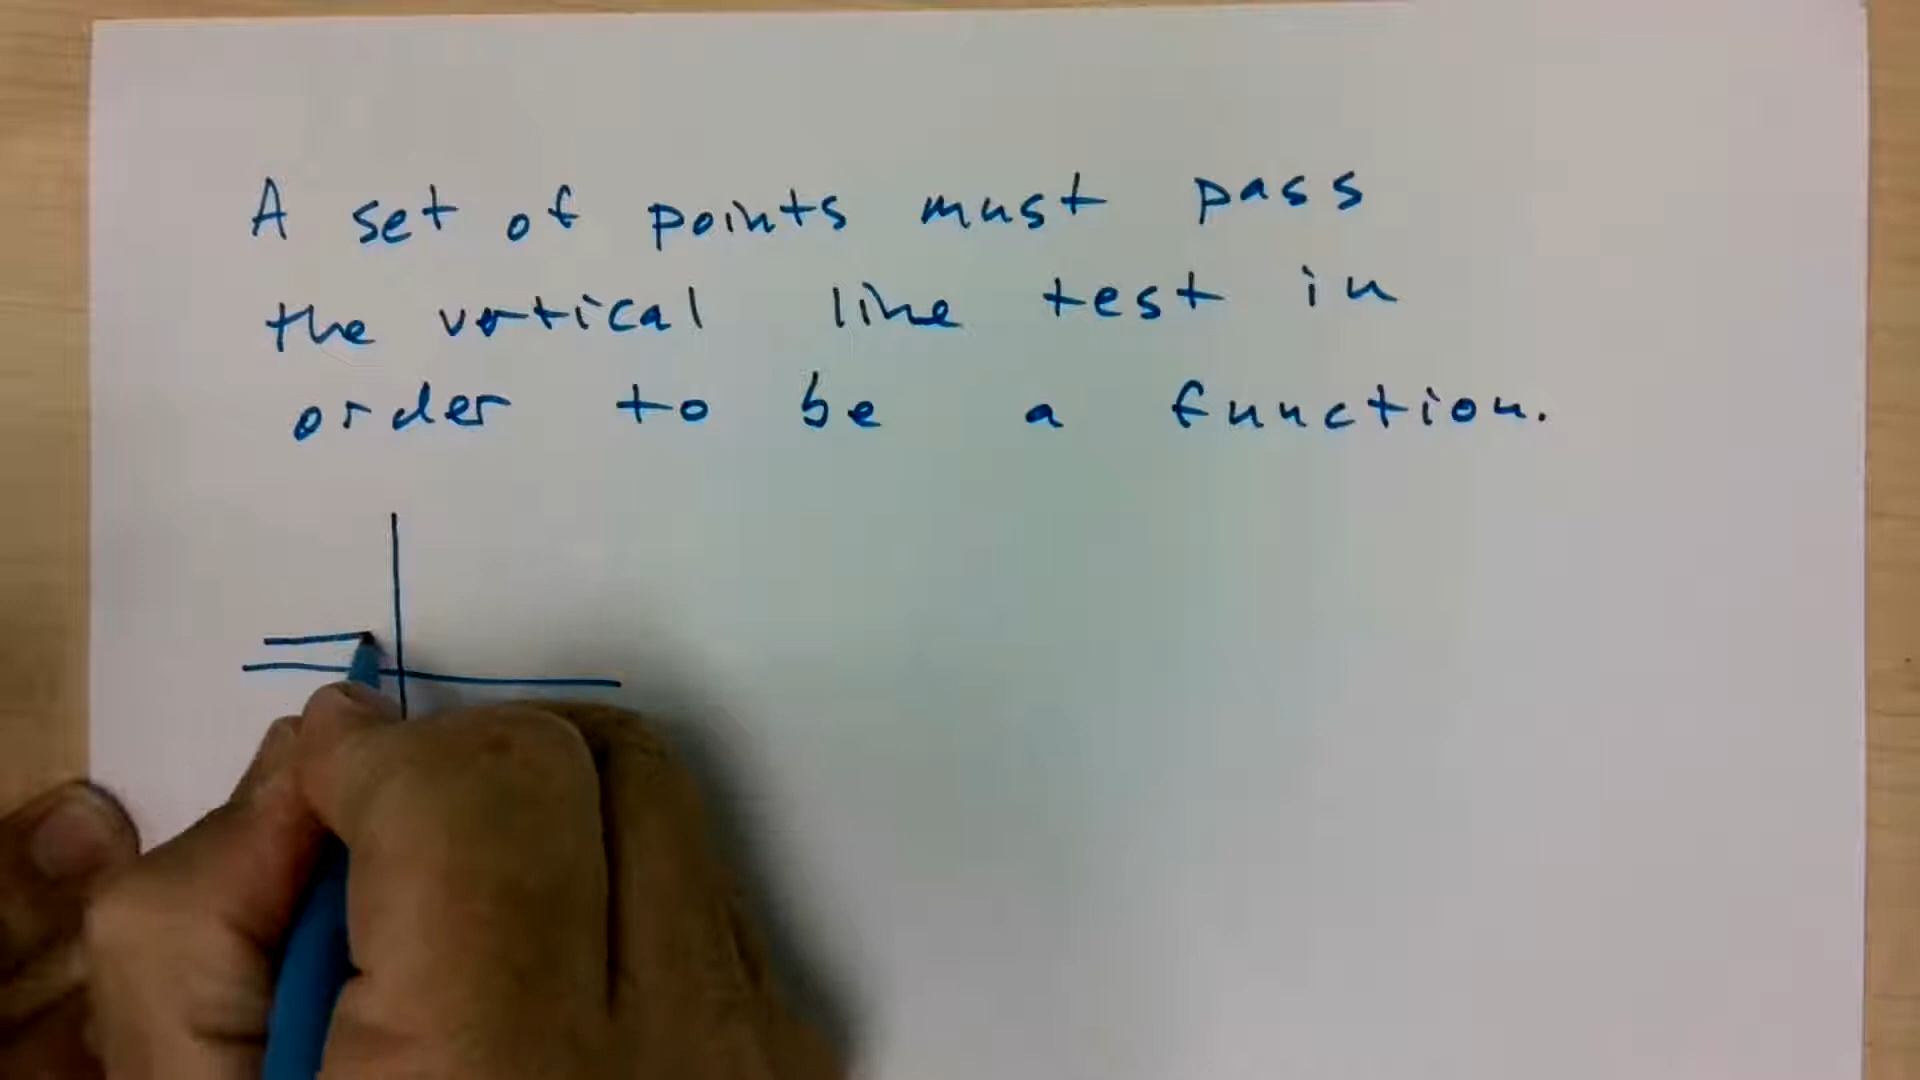 A set of points must pass
the vertical line test in
order to be a function.